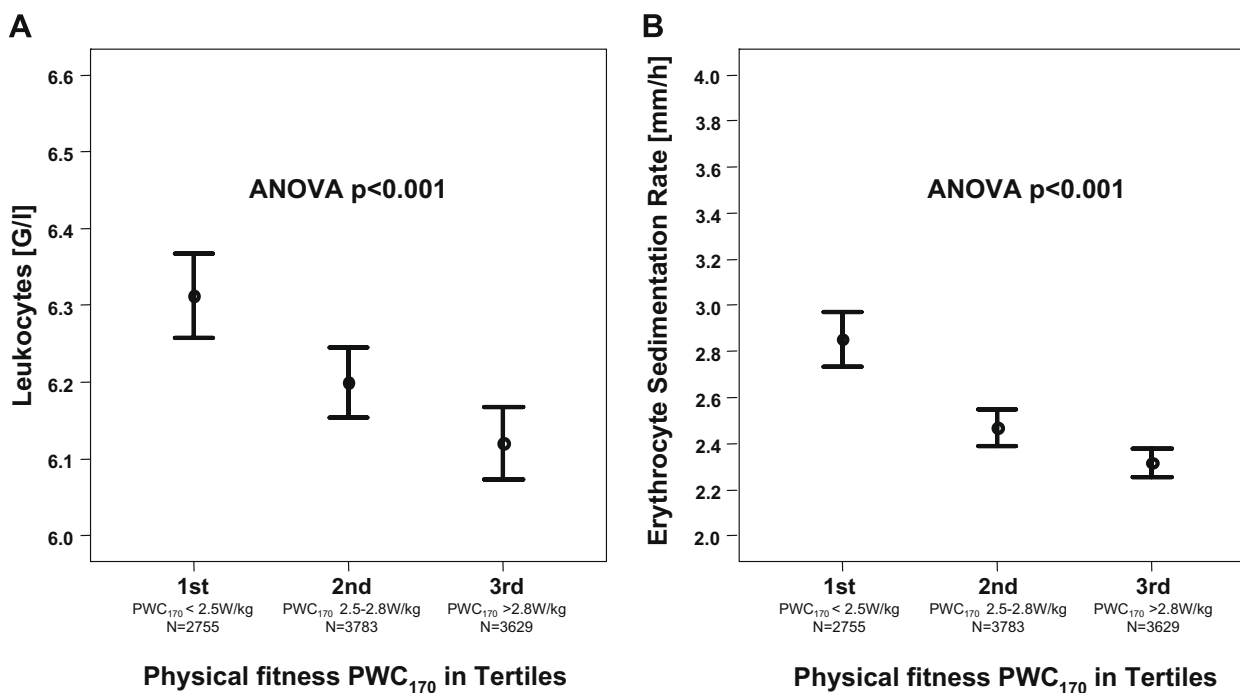 A
Leukocytes [G/l]
6.6
6.5
6.4
6.3
6.2
6.1
6.0
ANOVA p<0.001
1st
2nd
3rd
PWC170 < 2.5W/kg
PWC170 2.5-2.8W/kg
PWC170 >2.8W/kg
N=2755
N=3783
N=3629
Physical fitness PWC170 in Tertiles
B
Erythrocyte Sedimentation Rate [mm/h]
4.0
3.8
3.6
3.4
3.2
3.0
2.8
2.6
2.4
2.2
2.0
ANOVA p<0.001
1st
2nd
3rd
PWC170 < 2.5W/kg
PWC170 2.5-2.8W/kg
PWC170 >2.8W/kg
N=2755
N=3783
N=3629
Physical fitness PWC170 in Tertiles